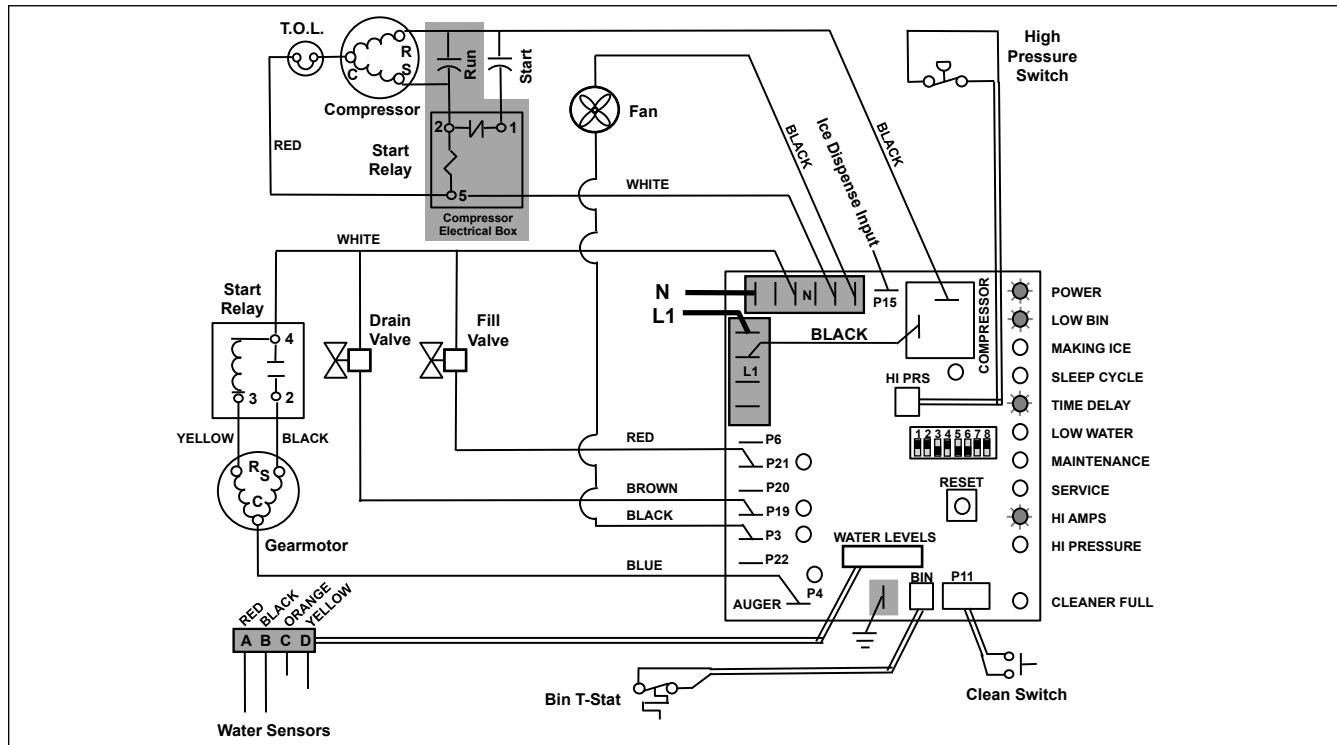 T.O.L.
R
S
C
Run
Start
Compressor
High
Pressure
Switch
Fan
2
1
Start
Relay
5
RED
Compressor
Electrical Box
BLACK
Ice Dispense Input
BLACK
WHITE
WHITE
Start
Relay
4
3
2
Drain
Valve
Fill
Valve
N
L1
N
P15
BLACK
L1
COMPRESSOR
HI PRS
POWER
LOW BIN
MAKING ICE
SLEEP CYCLE
TIME DELAY
LOW WATER
MAINTENANCE
SERVICE
HI AMPS
HI PRESSURE
CLEANER FULL
1 2 3 4 5 6 7 8
RESET
YELLOW
BLACK
R
S
C
Gearmotor
RED
BROWN
BLACK
BLUE
P6
P21
P20
P19
P3
P22
P4
AUGER
WATER LEVELS
BIN
P11
RED
BLACK
ORANGE
YELLOW
A B C D
Water Sensors
Bin T-Stat
Clean Switch